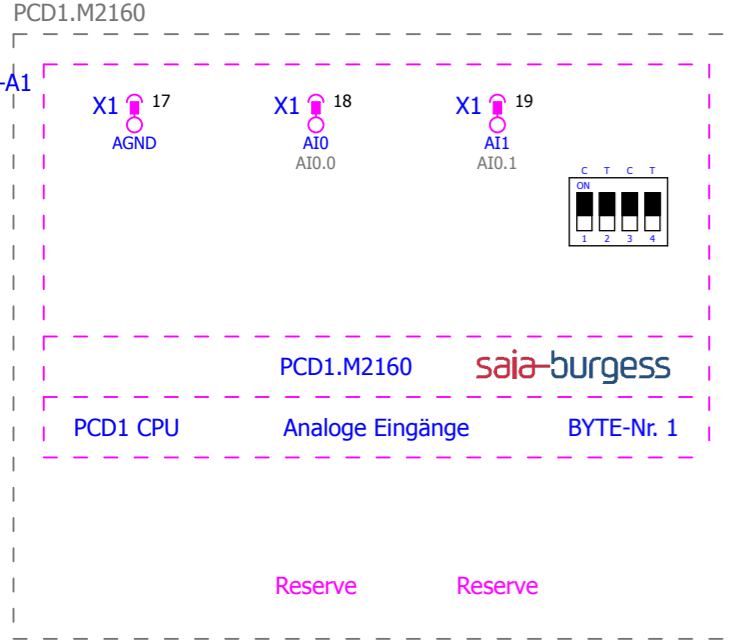 PCD1.M2160
-A1
X1 17 X1 18 X1 19
AGND AI0 AI1
AI0.0 AI0.1
C T C T
ON
1 2 3 4
PCD1.M2160 saia-burgess
PCD1 CPU Analoge Eingänge BYTE-Nr. 1
Reserve Reserve